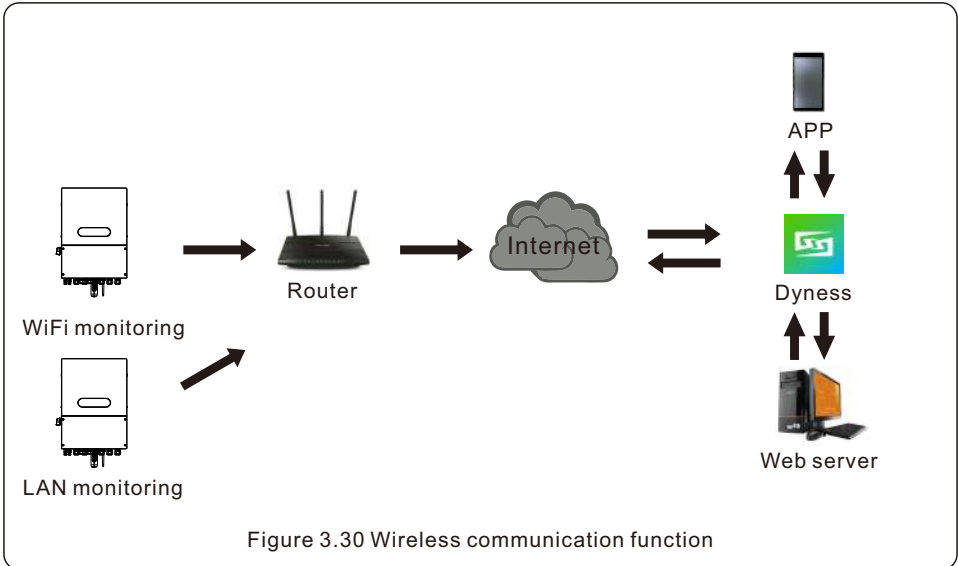 APP
Internet
Router
Dyness
WiFi monitoring
Web server
LAN monitoring
Figure 3.30 Wireless communication function